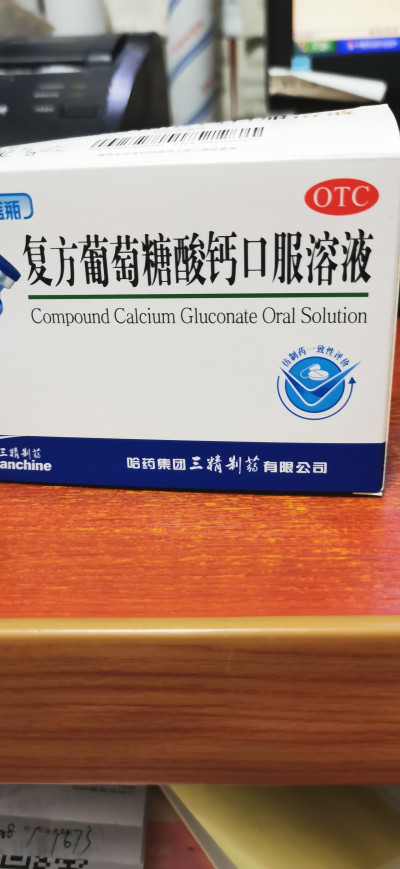 OTC
复方葡萄糖酸钙口服溶液
Compound Calcium Gluconate Oral Solution
仿制药一致性评价
三精制药
anchine
哈药集团三精制药有限公司